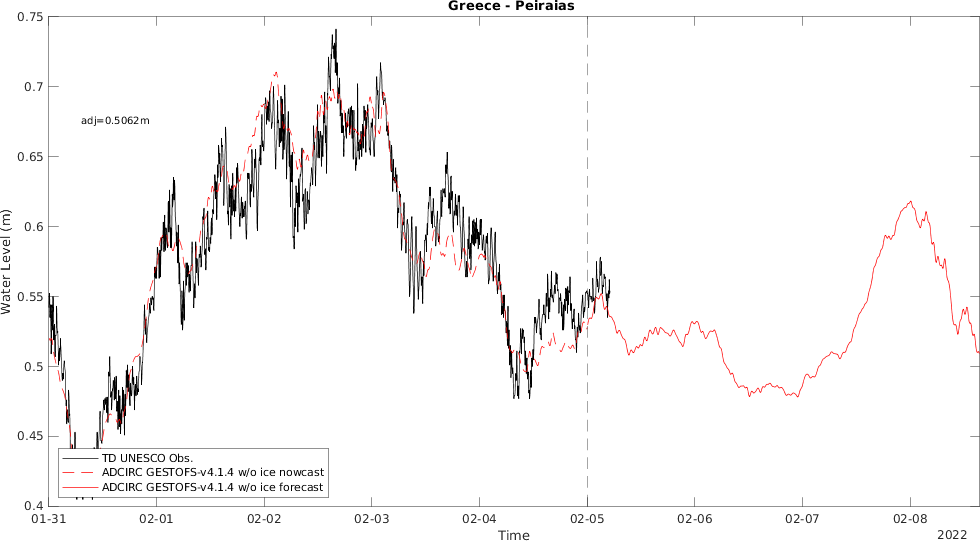 Greece - Peiraias
0.75
0.7
0.65
0.6
0.55
0.5
0.45
0.4
Water Level (m)
adj=0.5062m
TD UNESCO Obs.
ADCIRC GESTOFS-v4.1.4 w/o ice nowcast
ADCIRC GESTOFS-v4.1.4 w/o ice forecast
01-31 02-01 02-02 02-03 02-04 02-05 02-06 02-07 02-08
Time
2022